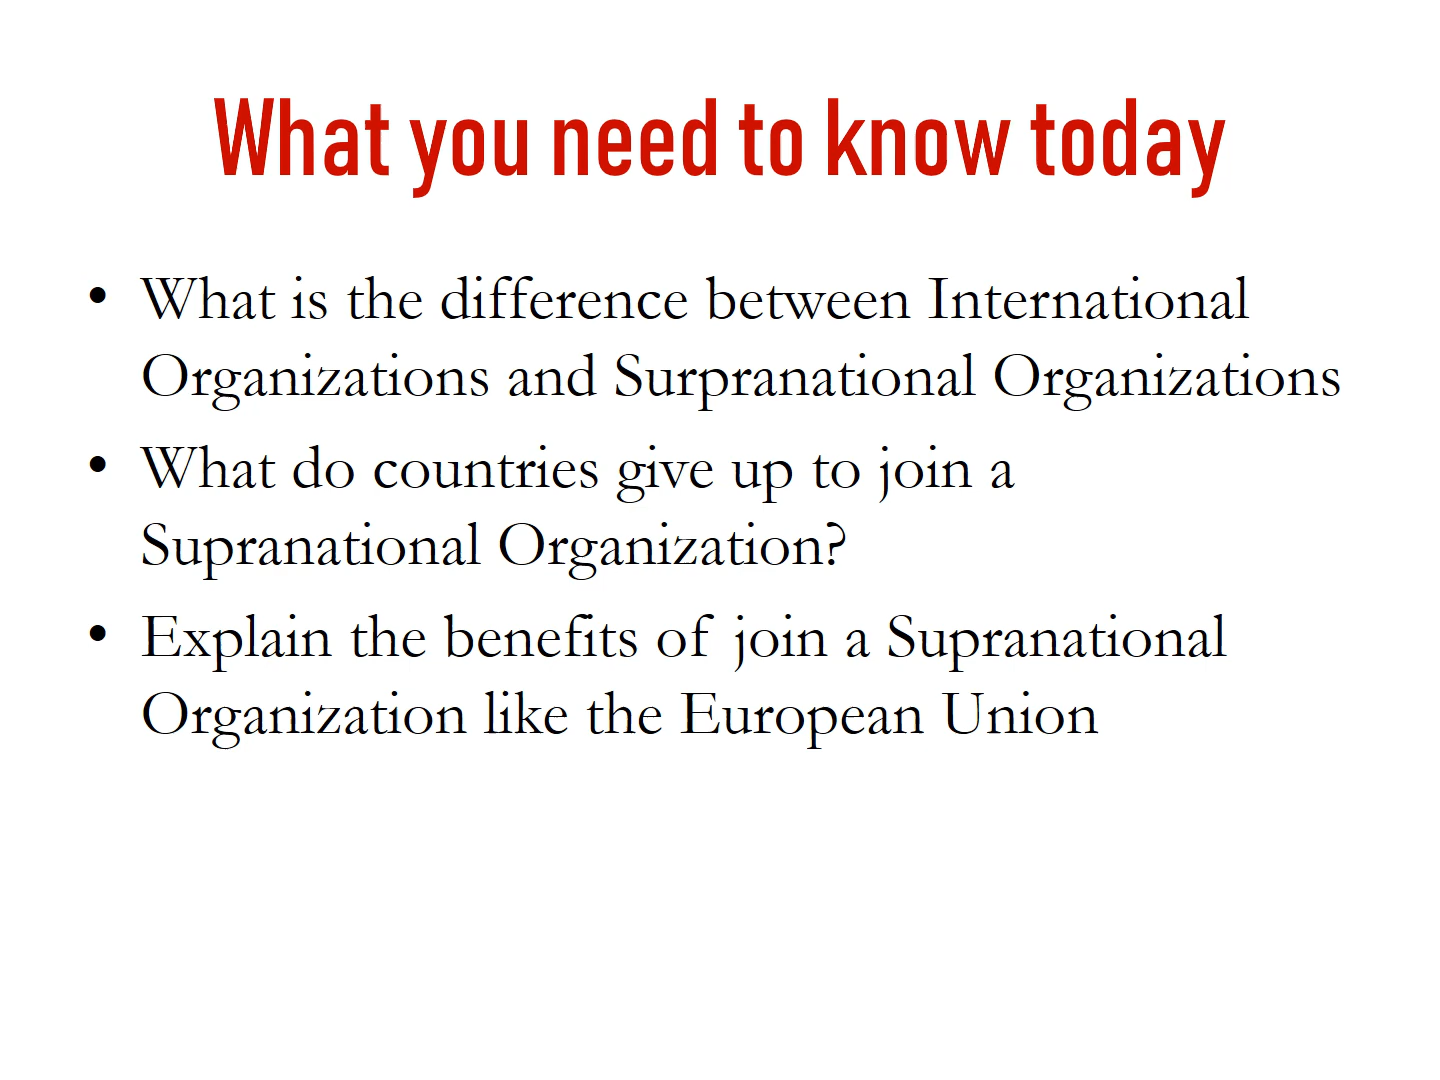 What you need to know today
• What is the difference between International
Organizations and Surpranational Organizations
• What do countries give up to join a
Supranational Organization?
• Explain the benefits of join a Supranational
Organization like the European Union